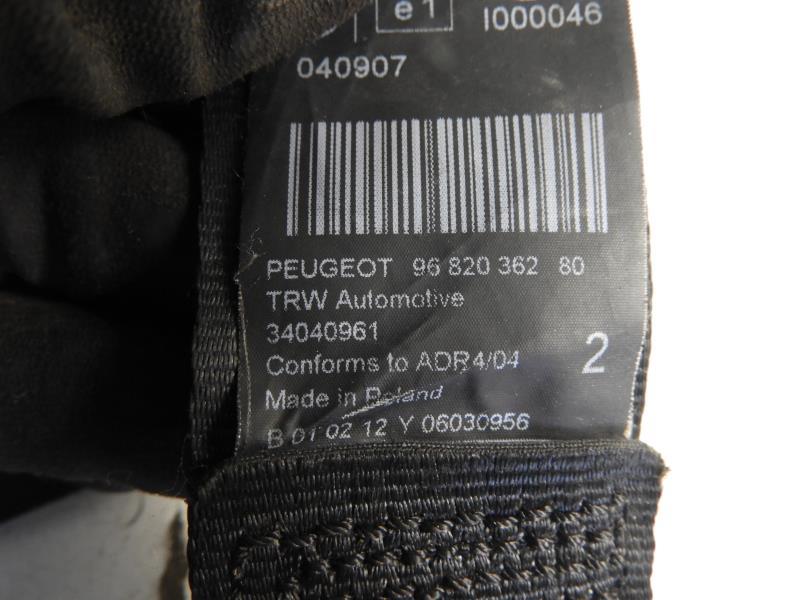 e1 I000046
040907
PEUGEOT 96 820 362 80
TRW Automotive
34040961
Conforms to ADR4/04 2
Made in Poland
B 01 02 12 Y 06030956